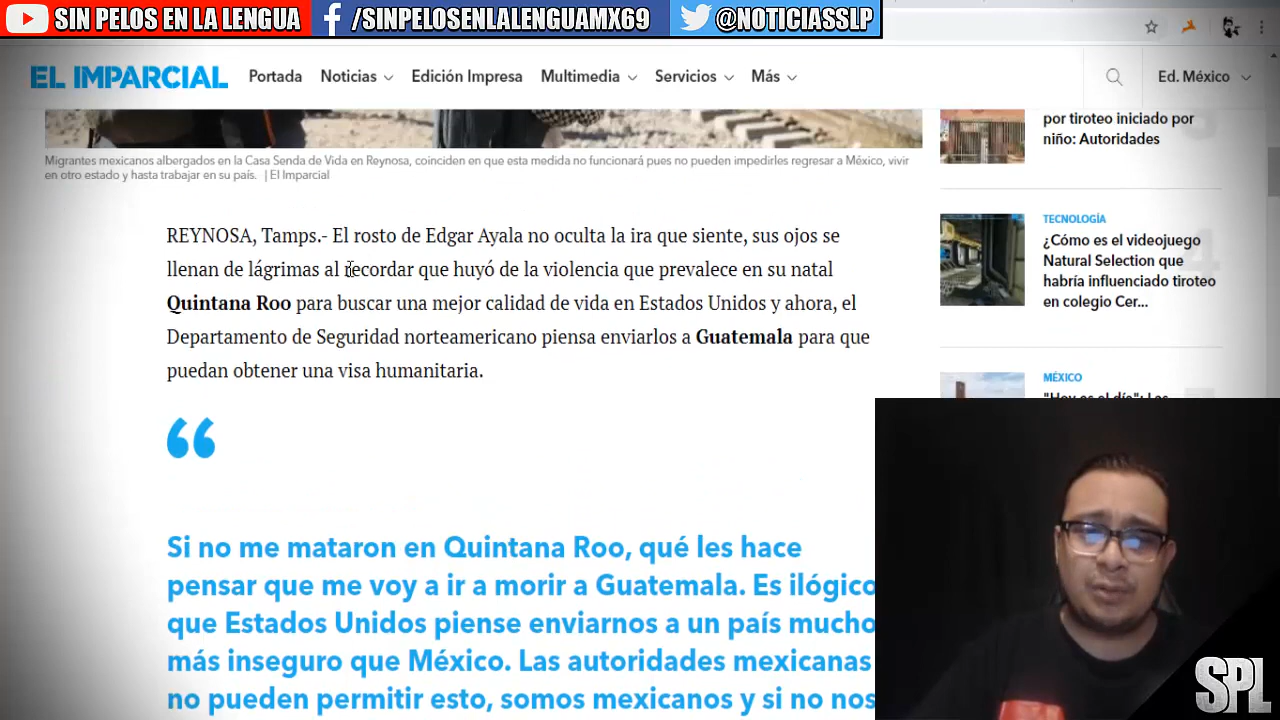 SIN PELOS EN LA LENGUA
/SINPELOSENLALENGUAMX69
@NOTICIASSLP
EL IMPARCIAL
Portada
Noticias
Edición Impresa
Multimedia
Servicios
Más
Ed. México
Migrantes mexicanos albergados en la Casa Senda de Vida en Reynosa, coinciden en que esta medida no funcionará pues no pueden impedirles regresar a México, vivir
en otro estado y hasta trabajar en su país. | El Imparcial
REYNOSA, Tamps.- El rosto de Edgar Ayala no oculta la ira que siente, sus ojos se
llenan de lágrimas al recordar que huyó de la violencia que prevalece en su natal
Quintana Roo para buscar una mejor calidad de vida en Estados Unidos y ahora, el
Departamento de Seguridad norteamericano piensa enviarlos a Guatemala para que
puedan obtener una visa humanitaria.
“
Si no me mataron en Quintana Roo, qué les hace
pensar que me voy a ir a morir a Guatemala. Es ilógico
que Estados Unidos piense enviarnos a un país mucho
más inseguro que México. Las autoridades mexicanas
no pueden permitir esto, somos mexicanos y si no nos
por tiroteo iniciado por
niño: Autoridades
TECNOLOGÍA
¿Cómo es el videojuego
Natural Selection que
habría influenciado tiroteo
en colegio Cer...
4
MÉXICO
"Hoy es el día": Las
SPL